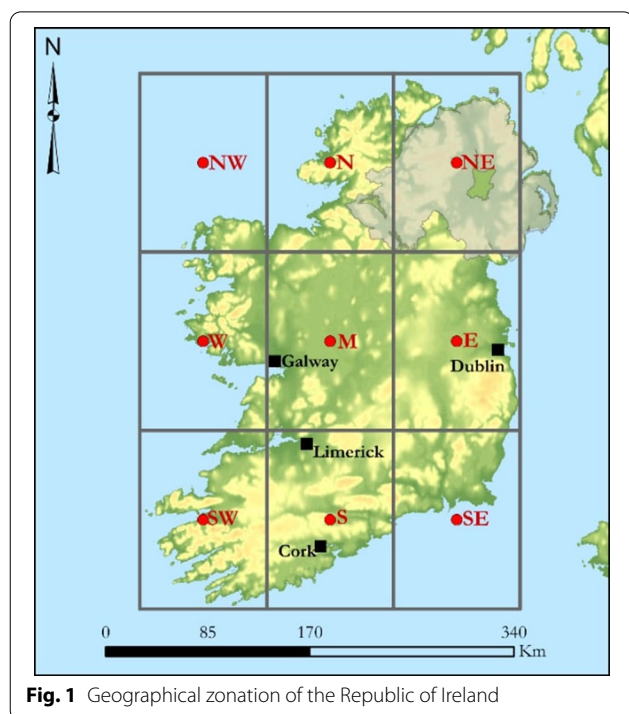 N
NW
N
NE
W
M
E
Galway
Dublin
Limerick
SW
S
SE
Cork
0 85 170 340
Km
Fig. 1 Geographical zonation of the Republic of Ireland